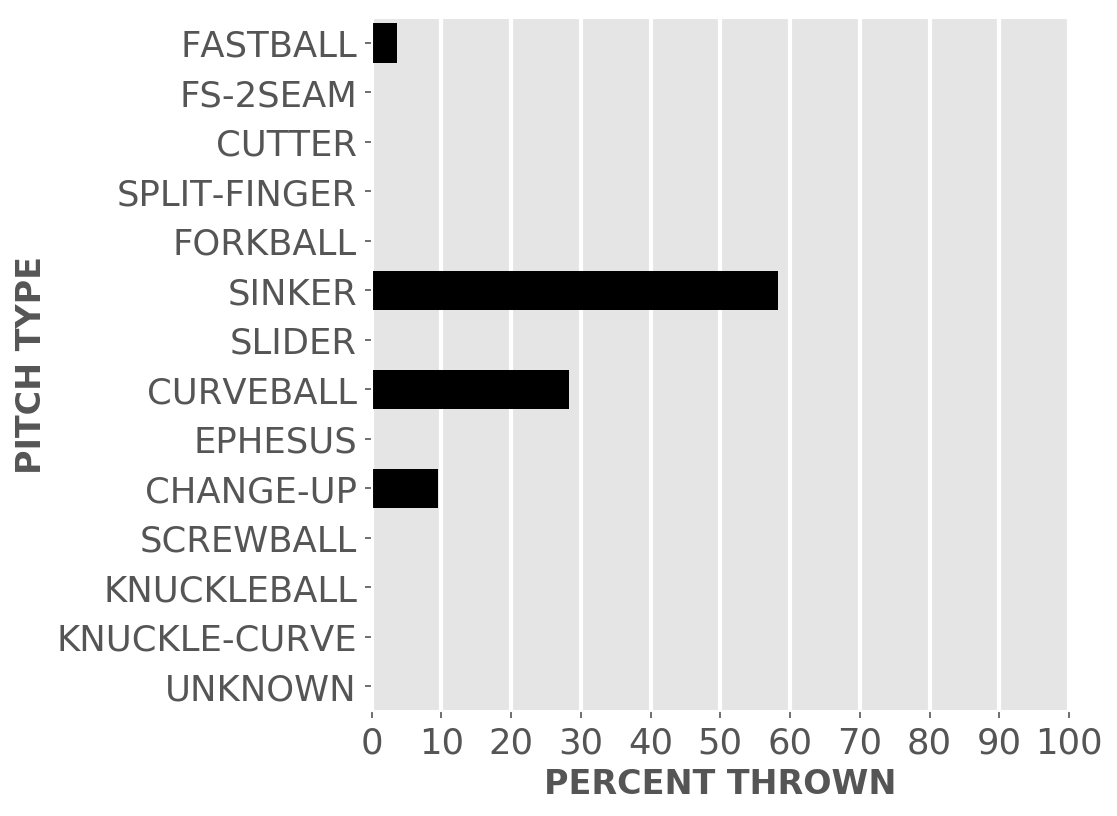 FASTBALL
FS-2SEAM
CUTTER
SPLIT-FINGER
FORKBALL
SINKER
SLIDER
CURVEBALL
EPHESUS
CHANGE-UP
SCREWBALL
KNUCKLEBALL
KNUCKLE-CURVE
UNKNOWN
PITCH TYPE
0 10 20 30 40 50 60 70 80 90 100
PERCENT THROWN